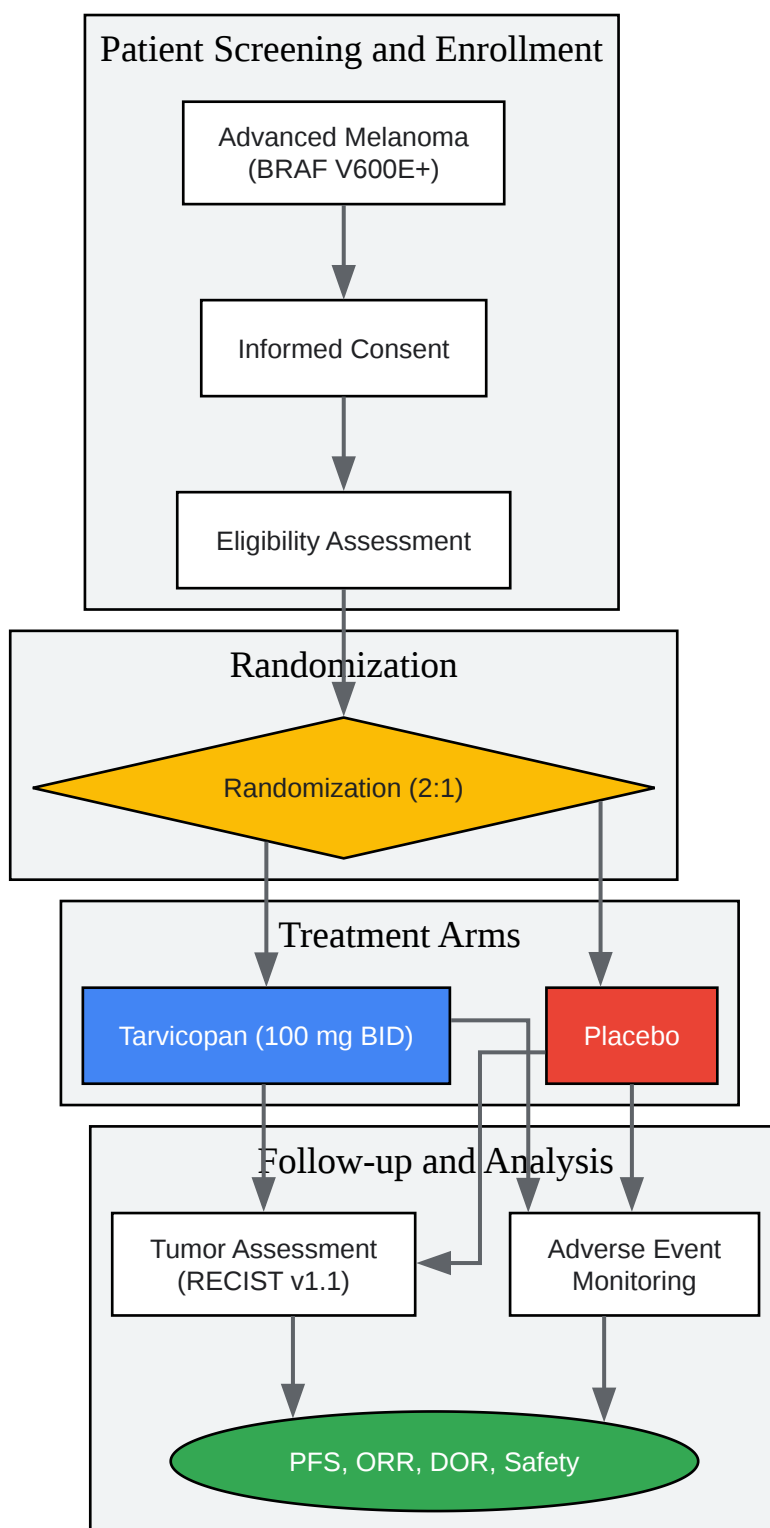 Patient Screening and Enrollment
Advanced Melanoma
(BRAF V600E+)
Informed Consent
Eligibility Assessment
Randomization
Randomization (2:1)
Treatment Arms
Tarvicopan (100 mg BID)
Placebo
Follow-up and Analysis
Tumor Assessment
(RECIST v1.1)
Adverse Event
Monitoring
PFS, ORR, DOR, Safety